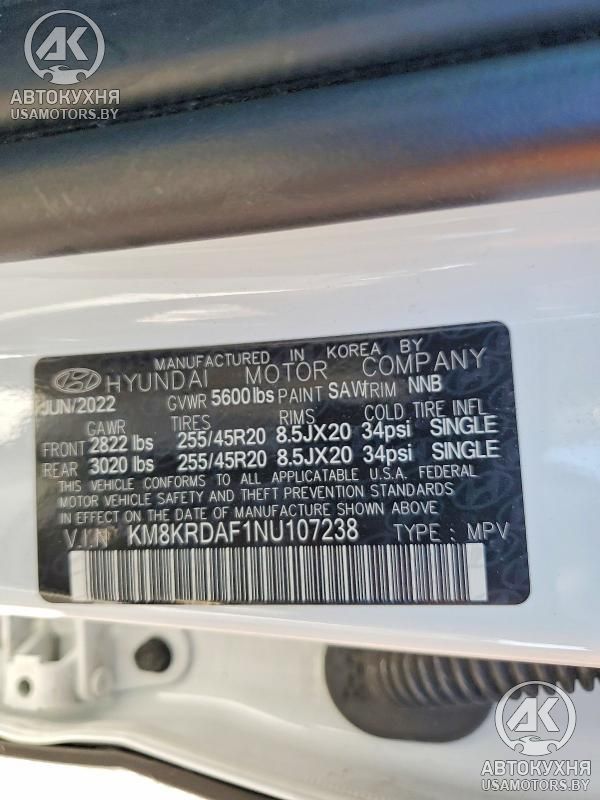 АК
АВТОКУХНЯ
USAMOTORS.BY
MANUFACTURED IN KOREA BY
HYUNDAI MOTOR COMPANY
JUN/2022 GVWR 5600 lbs PAINT SAW TRIM NNB
GAWR TIRES RIMS COLD TIRE INFL
FRONT 2822 lbs 255/45R20 8.5JX20 34psi SINGLE
REAR 3020 lbs 255/45R20 8.5JX20 34psi SINGLE
THIS VEHICLE CONFORMS TO ALL APPLICATABLE U.S.A. FEDERAL
MOTOR VEHICLE SAFETY AND THEFT PREVENTION STANDARDS
IN EFFECT ON THE DATE OF MANUFACTURE SHOWN ABOVE.
V.I.N KM8KRDAF1NU107238 TYPE : MPV
АК
АВТОКУХНЯ
USAMOTORS.BY